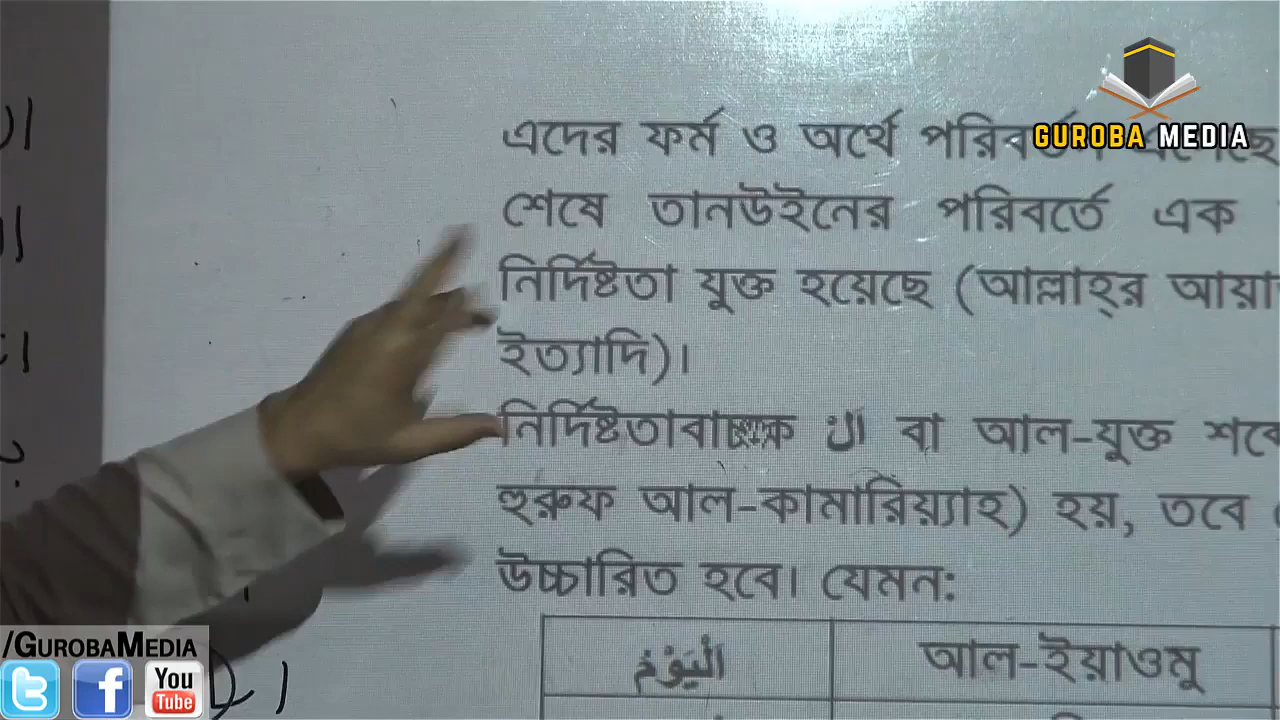 GUROBA MEDIA
এদের ফর্ম ও অর্থে
শেষে তানউইনের পরিবর্তে এক
নির্দিষ্টতা যুক্ত হয়েছে (আল্লাহ্‌র
ইত্যাদি)।
নির্দিষ্টতাবাচক ال বা আল-যুক্ত
হুরুফ আল-কামারিয়্যাহ) হয়, তবে
উচ্চারিত হবে। যেমন:
الْيَوْمُ আল-ইয়াওমু
/GUROBAMEDIA
You
Tube